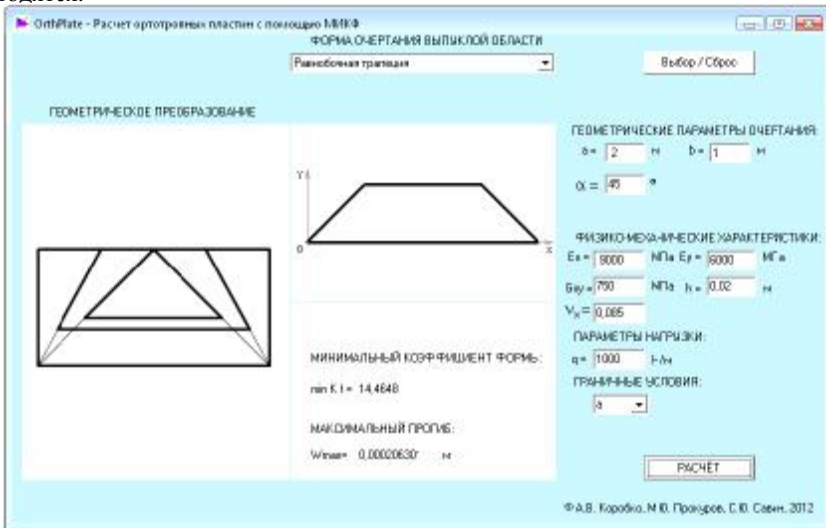 OrthPlate - Расчет ортотропных пластин с помощью МИКФ
ФОРМА ОЧЕРТАНИЯ ВЫПУКЛОЙ ОБЛАСТИ
Равнобочная трапеция
Выбор / Сброс
ГЕОМЕТРИЧЕСКОЕ ПРЕОБРАЗОВАНИЕ
Y
0
X
ГЕОМЕТРИЧЕСКИЕ ПАРАМЕТРЫ ОЧЕРТАНИЯ:
a= 2 м b= 1 м
α = 45 °
ФИЗИКО-МЕХАНИЧЕСКИЕ ХАРАКТЕРИСТИКИ:
Ex= 9000 МПа Ey= 6000 МПа
Gxy= 750 МПа h= 0.02 м
Vx= 0,085
ПАРАМЕТРЫ НАГРУЗКИ:
q= 1000 Н/м
ГРАНИЧНЫЕ УСЛОВИЯ:
a
МИНИМАЛЬНЫЙ КОЭФФИЦИЕНТ ФОРМЫ:
min K f = 14,4648
МАКСИМАЛЬНЫЙ ПРОГИБ:
Wmax= 0,00020630 м
РАСЧЁТ
© А.В. Коробко, М.Ю. Прокуров, С.Ю. Савин, 2012